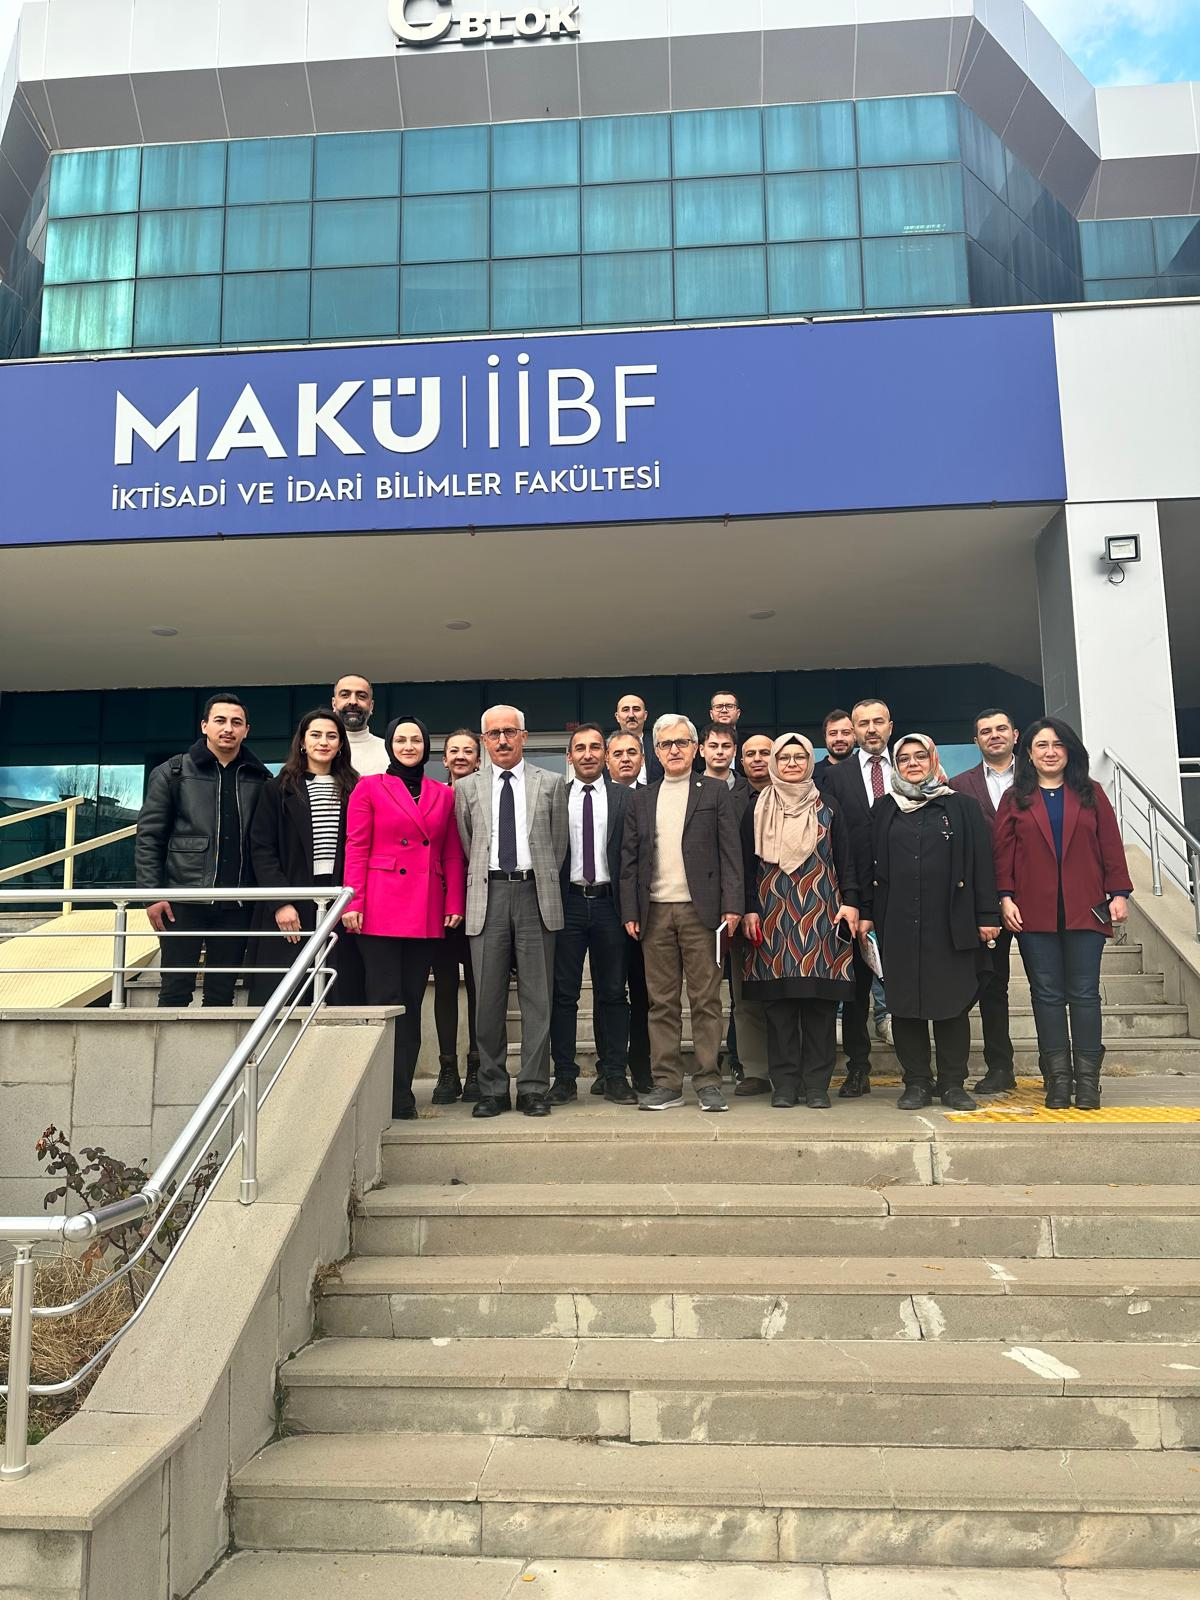 C BLOK
MAKÜ | İİBF
İKTİSADİ VE İDARİ BİLİMLER FAKÜLTESİ